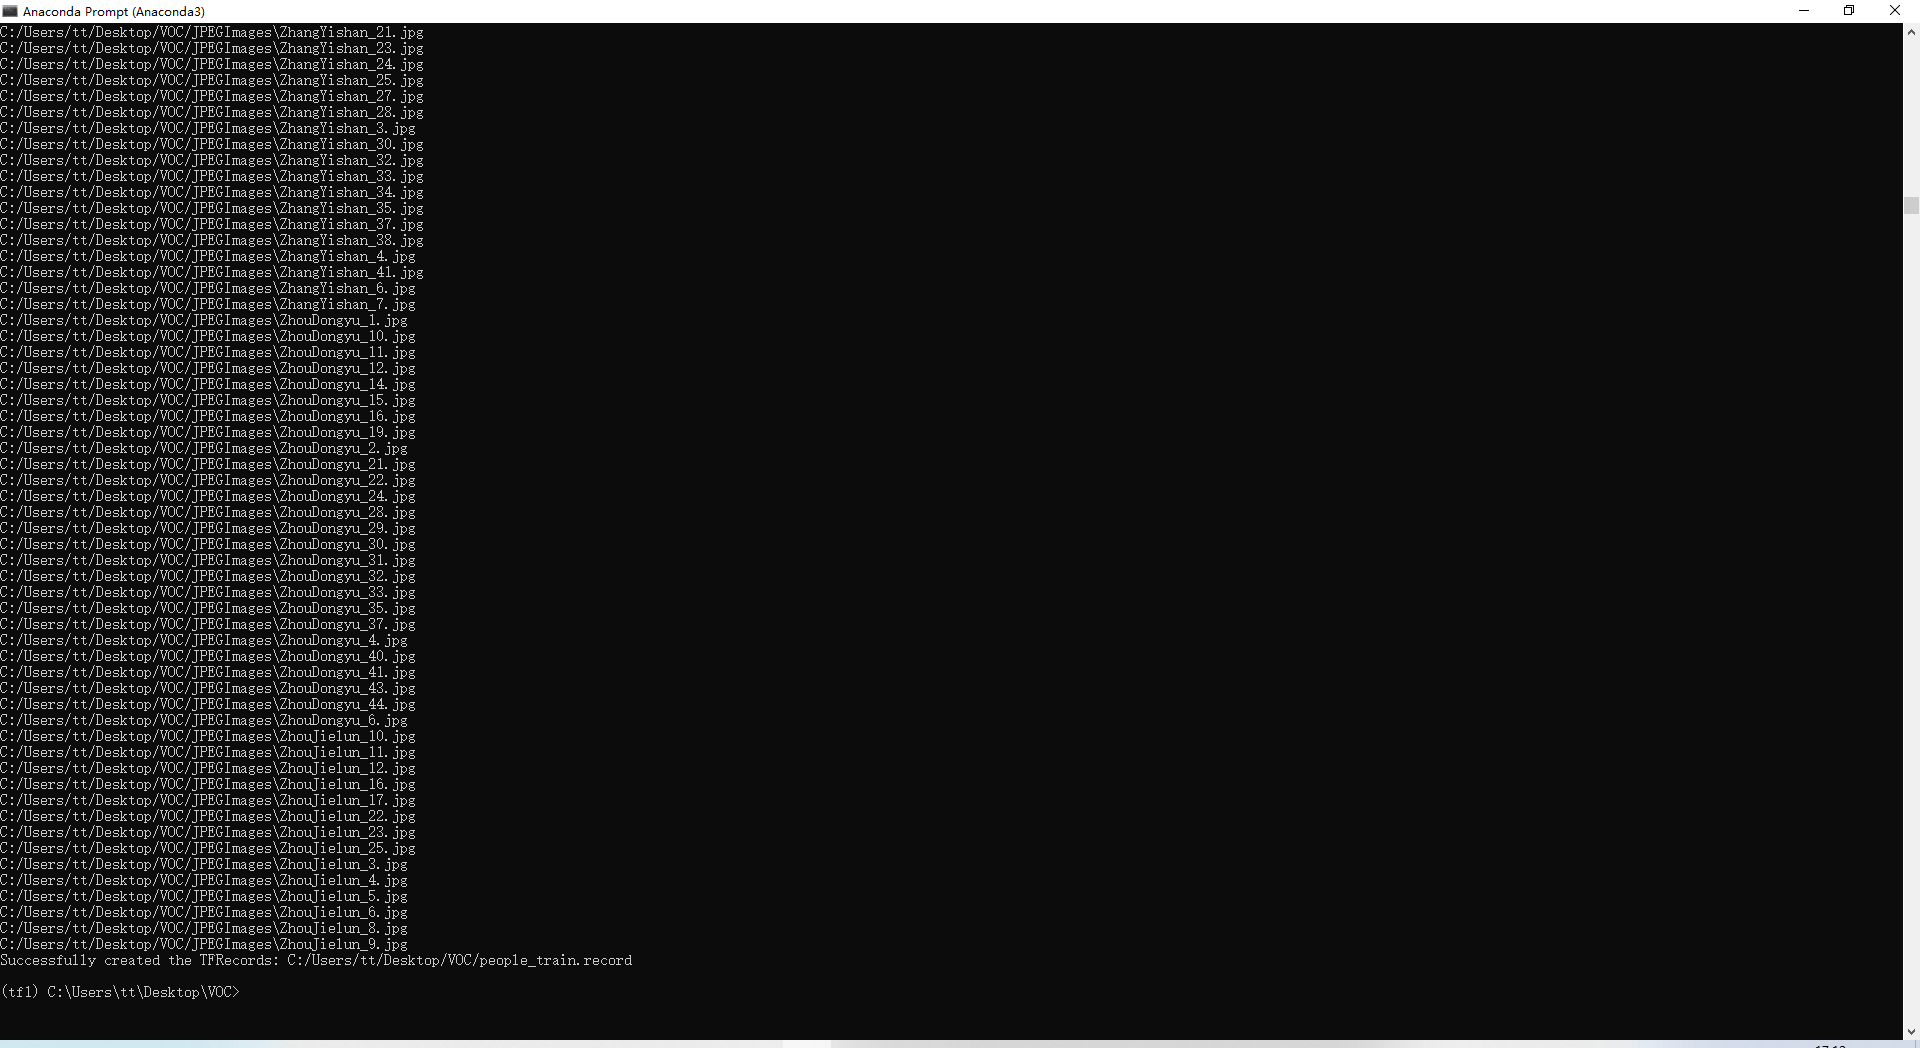 Anaconda Prompt (Anaconda3)
C:/Users/tt/Desktop/VOC/JPEGImages\ZhangYishan_21.jpg
C:/Users/tt/Desktop/VOC/JPEGImages\ZhangYishan_23.jpg
C:/Users/tt/Desktop/VOC/JPEGImages\ZhangYishan_24.jpg
C:/Users/tt/Desktop/VOC/JPEGImages\ZhangYishan_25.jpg
C:/Users/tt/Desktop/VOC/JPEGImages\ZhangYishan_27.jpg
C:/Users/tt/Desktop/VOC/JPEGImages\ZhangYishan_28.jpg
C:/Users/tt/Desktop/VOC/JPEGImages\ZhangYishan_3.jpg
C:/Users/tt/Desktop/VOC/JPEGImages\ZhangYishan_30.jpg
C:/Users/tt/Desktop/VOC/JPEGImages\ZhangYishan_32.jpg
C:/Users/tt/Desktop/VOC/JPEGImages\ZhangYishan_33.jpg
C:/Users/tt/Desktop/VOC/JPEGImages\ZhangYishan_34.jpg
C:/Users/tt/Desktop/VOC/JPEGImages\ZhangYishan_35.jpg
C:/Users/tt/Desktop/VOC/JPEGImages\ZhangYishan_37.jpg
C:/Users/tt/Desktop/VOC/JPEGImages\ZhangYishan_38.jpg
C:/Users/tt/Desktop/VOC/JPEGImages\ZhangYishan_4.jpg
C:/Users/tt/Desktop/VOC/JPEGImages\ZhangYishan_41.jpg
C:/Users/tt/Desktop/VOC/JPEGImages\ZhangYishan_6.jpg
C:/Users/tt/Desktop/VOC/JPEGImages\ZhangYishan_7.jpg
C:/Users/tt/Desktop/VOC/JPEGImages\ZhouDongyu_1.jpg
C:/Users/tt/Desktop/VOC/JPEGImages\ZhouDongyu_10.jpg
C:/Users/tt/Desktop/VOC/JPEGImages\ZhouDongyu_11.jpg
C:/Users/tt/Desktop/VOC/JPEGImages\ZhouDongyu_12.jpg
C:/Users/tt/Desktop/VOC/JPEGImages\ZhouDongyu_14.jpg
C:/Users/tt/Desktop/VOC/JPEGImages\ZhouDongyu_15.jpg
C:/Users/tt/Desktop/VOC/JPEGImages\ZhouDongyu_16.jpg
C:/Users/tt/Desktop/VOC/JPEGImages\ZhouDongyu_19.jpg
C:/Users/tt/Desktop/VOC/JPEGImages\ZhouDongyu_2.jpg
C:/Users/tt/Desktop/VOC/JPEGImages\ZhouDongyu_21.jpg
C:/Users/tt/Desktop/VOC/JPEGImages\ZhouDongyu_22.jpg
C:/Users/tt/Desktop/VOC/JPEGImages\ZhouDongyu_24.jpg
C:/Users/tt/Desktop/VOC/JPEGImages\ZhouDongyu_28.jpg
C:/Users/tt/Desktop/VOC/JPEGImages\ZhouDongyu_29.jpg
C:/Users/tt/Desktop/VOC/JPEGImages\ZhouDongyu_30.jpg
C:/Users/tt/Desktop/VOC/JPEGImages\ZhouDongyu_31.jpg
C:/Users/tt/Desktop/VOC/JPEGImages\ZhouDongyu_32.jpg
C:/Users/tt/Desktop/VOC/JPEGImages\ZhouDongyu_33.jpg
C:/Users/tt/Desktop/VOC/JPEGImages\ZhouDongyu_35.jpg
C:/Users/tt/Desktop/VOC/JPEGImages\ZhouDongyu_37.jpg
C:/Users/tt/Desktop/VOC/JPEGImages\ZhouDongyu_4.jpg
C:/Users/tt/Desktop/VOC/JPEGImages\ZhouDongyu_40.jpg
C:/Users/tt/Desktop/VOC/JPEGImages\ZhouDongyu_41.jpg
C:/Users/tt/Desktop/VOC/JPEGImages\ZhouDongyu_43.jpg
C:/Users/tt/Desktop/VOC/JPEGImages\ZhouDongyu_44.jpg
C:/Users/tt/Desktop/VOC/JPEGImages\ZhouDongyu_6.jpg
C:/Users/tt/Desktop/VOC/JPEGImages\ZhouJielun_10.jpg
C:/Users/tt/Desktop/VOC/JPEGImages\ZhouJielun_11.jpg
C:/Users/tt/Desktop/VOC/JPEGImages\ZhouJielun_12.jpg
C:/Users/tt/Desktop/VOC/JPEGImages\ZhouJielun_16.jpg
C:/Users/tt/Desktop/VOC/JPEGImages\ZhouJielun_17.jpg
C:/Users/tt/Desktop/VOC/JPEGImages\ZhouJielun_22.jpg
C:/Users/tt/Desktop/VOC/JPEGImages\ZhouJielun_23.jpg
C:/Users/tt/Desktop/VOC/JPEGImages\ZhouJielun_25.jpg
C:/Users/tt/Desktop/VOC/JPEGImages\ZhouJielun_3.jpg
C:/Users/tt/Desktop/VOC/JPEGImages\ZhouJielun_4.jpg
C:/Users/tt/Desktop/VOC/JPEGImages\ZhouJielun_5.jpg
C:/Users/tt/Desktop/VOC/JPEGImages\ZhouJielun_6.jpg
C:/Users/tt/Desktop/VOC/JPEGImages\ZhouJielun_8.jpg
C:/Users/tt/Desktop/VOC/JPEGImages\ZhouJielun_9.jpg
Successfully created the TFRecords: C:/Users/tt/Desktop/VOC/people_train.record
(tf1) C:\Users\tt\Desktop\VOC>